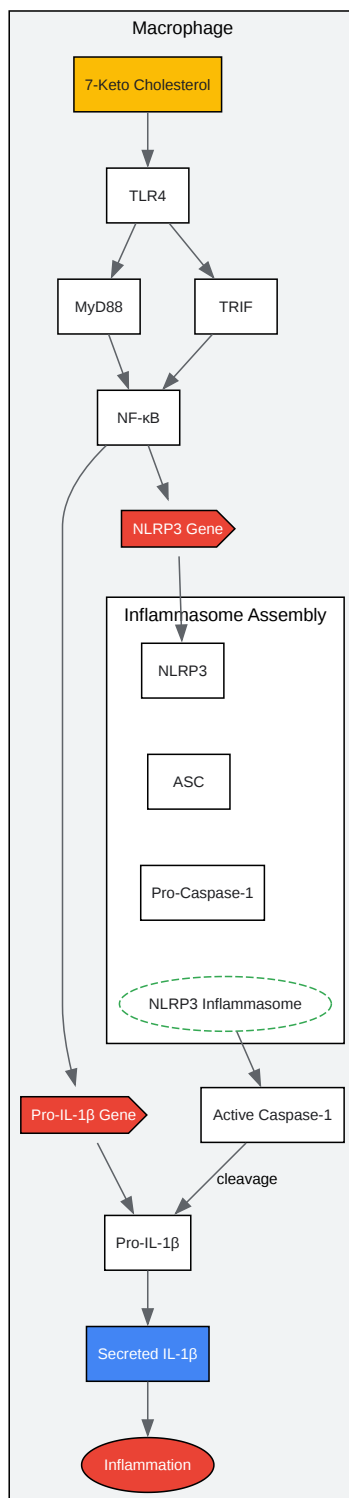 Macrophage
7-Keto Cholesterol
TLR4
MyD88
TRIF
NF-κB
NLRP3 Gene
Inflammasome Assembly
NLRP3
ASC
Pro-Caspase-1
NLRP3 Inflammasome
Pro-IL-1β Gene
Active Caspase-1
cleavage
Pro-IL-1β
Secreted IL-1β
Inflammation